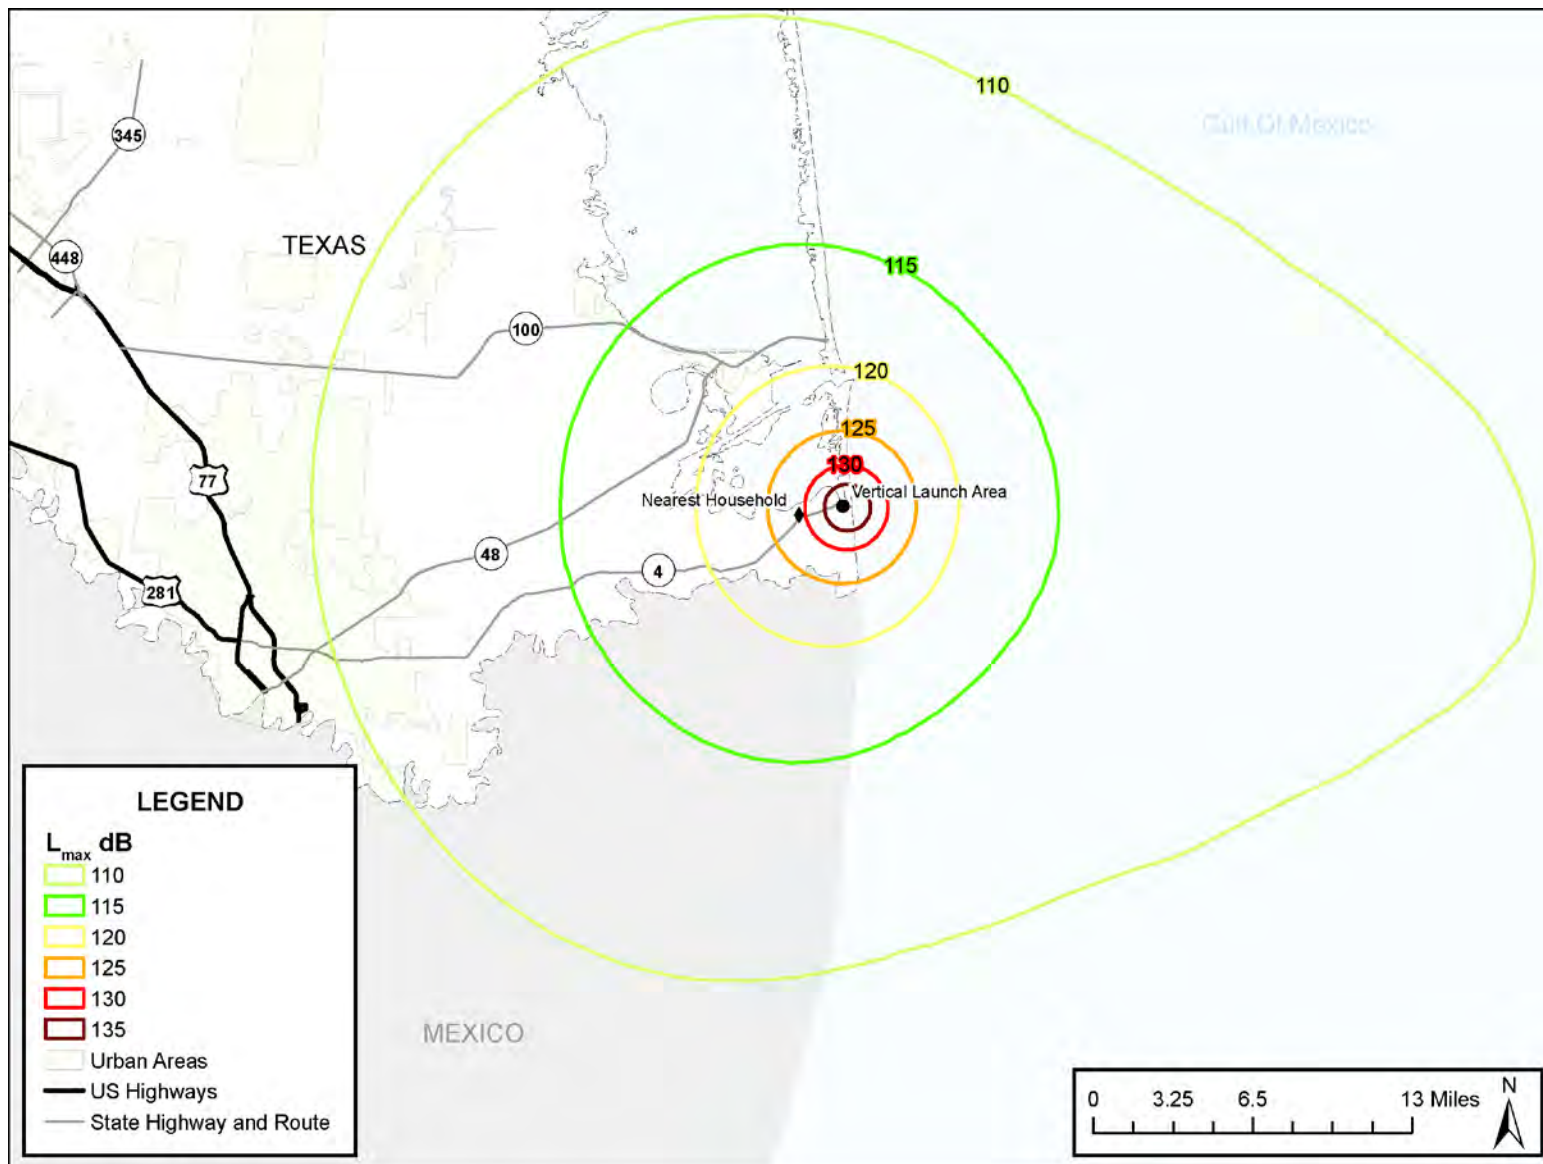 110
Gulf Of Mexico
345
TEXAS
448
115
100
120
125
130
Vertical Launch Area
Nearest Household
77
48
4
281
LEGEND
Lmax dB
110
115
120
125
130
135
Urban Areas
US Highways
State Highway and Route
MEXICO
0 3.25 6.5 13 Miles
N